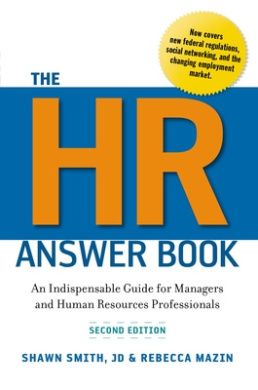 Now covers
new federal regulations,
social networking, and the
changing employment
market.
THE
HR
ANSWER BOOK
An Indispensable Guide for Managers
and Human Resources Professionals
SECOND EDITION
SHAWN SMITH, JD & REBECCA MAZIN